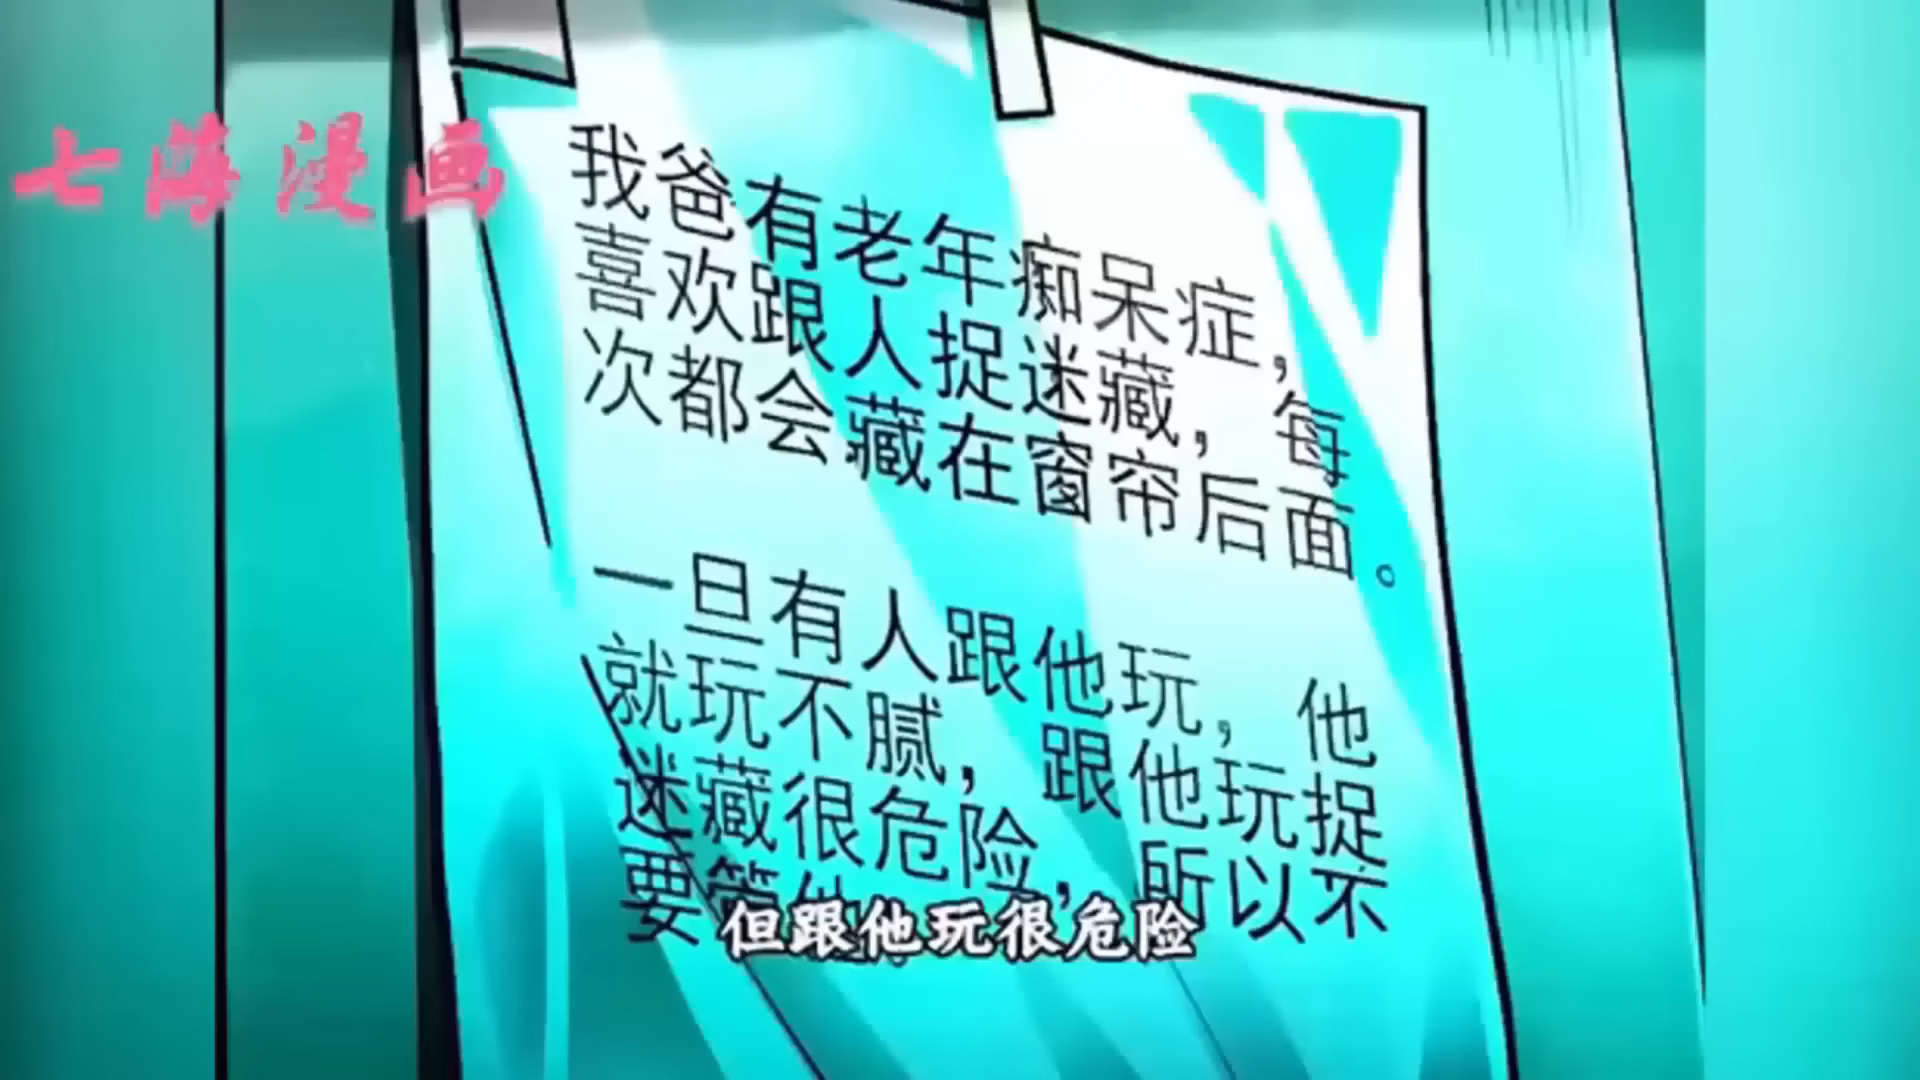 七海漫画
我爸有老年痴呆症，
喜欢跟人捉迷藏，每
次都会藏在窗帘后面。
一旦有人跟他玩，他
就玩不腻，跟他玩捉
迷藏很危险，所以不
要
但跟他玩很危险